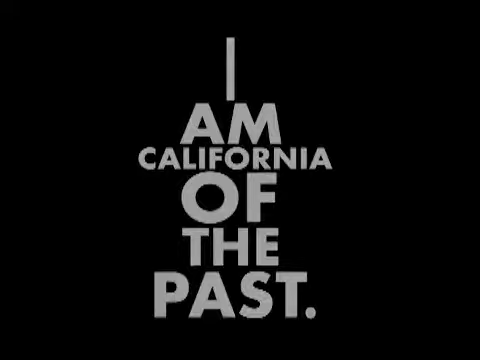 I
AM
CALIFORNIA
OF
THE
PAST.